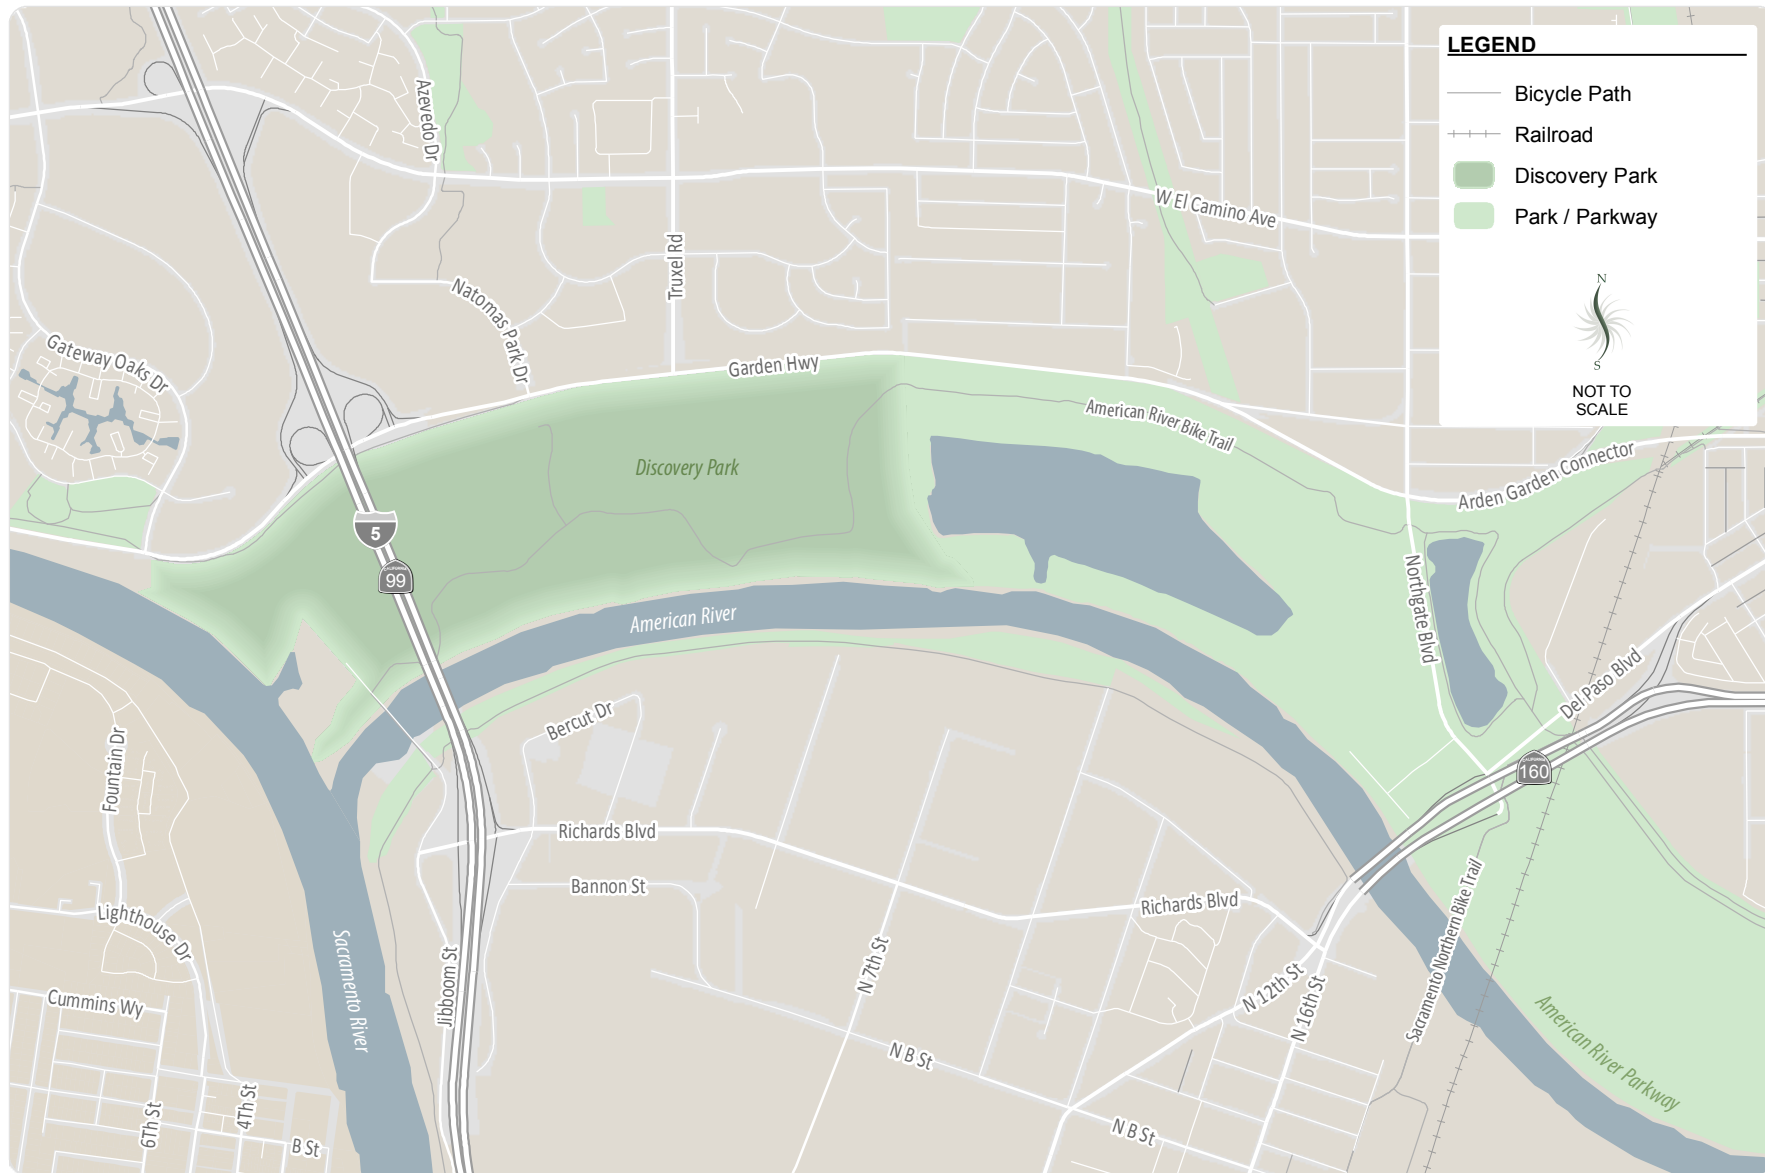 LEGEND
Bicycle Path
Railroad
Discovery Park
Park / Parkway
N
S
NOT TO
SCALE
Azevedo Dr
W El Camino Ave
Truxel Rd
Natomas Park Dr
Gateway Oaks Dr
Garden Hwy
American River Bike Trail
Discovery Park
Arden Garden Connector
5
CALIFORNIA
99
Northgate Blvd
American River
Del Paso Blvd
Bercut Dr
Fountain Dr
CALIFORNIA
160
Richards Blvd
Bannon St
Richards Blvd
Lighthouse Dr
Sacramento River
Jibboom St
N 7th St
N 12th St
N 16th St
Sacramento Northern Bike Trail
Cummins Wy
N B St
American River Parkway
6Th St
4Th St
B St
N B St